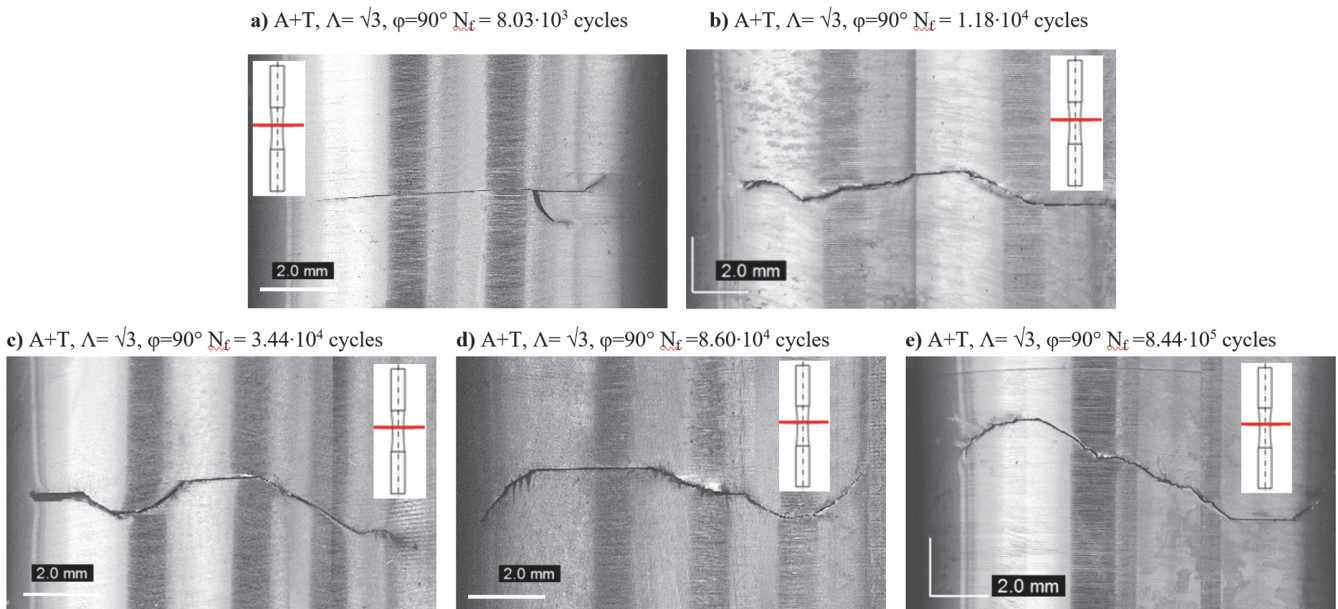 a) A+T, Λ= √3, φ=90° Nf = 8.03·10³ cycles
b) A+T, Λ= √3, φ=90° Nf = 1.18·10⁴ cycles
2.0 mm
2.0 mm
c) A+T, Λ= √3, φ=90° Nf = 3.44·10⁴ cycles
d) A+T, Λ= √3, φ=90° Nf =8.60·10⁴ cycles
e) A+T, Λ= √3, φ=90° Nf =8.44·10⁵ cycles
2.0 mm
2.0 mm
2.0 mm